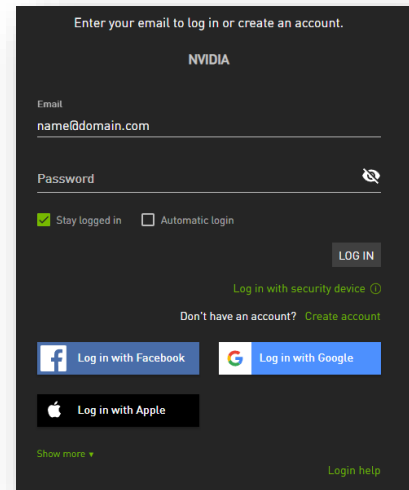 Enter your email to log in or create an account.
NVIDIA
Email
name@domain.com
Password
Stay logged in Automatic login
LOG IN
Log in with security device
Don't have an account? Create account
Log in with Facebook Log in with Google
Log in with Apple
Show more
Login help